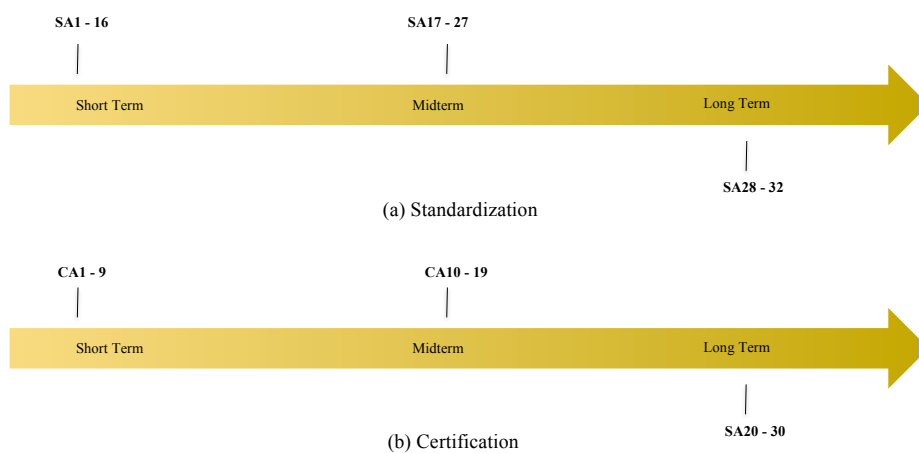 SA1 - 16
SA17 - 27
Short Term
Midterm
Long Term
SA28 - 32
(a) Standardization
CA1 - 9
CA10 - 19
Short Term
Midterm
Long Term
SA20 - 30
(b) Certification